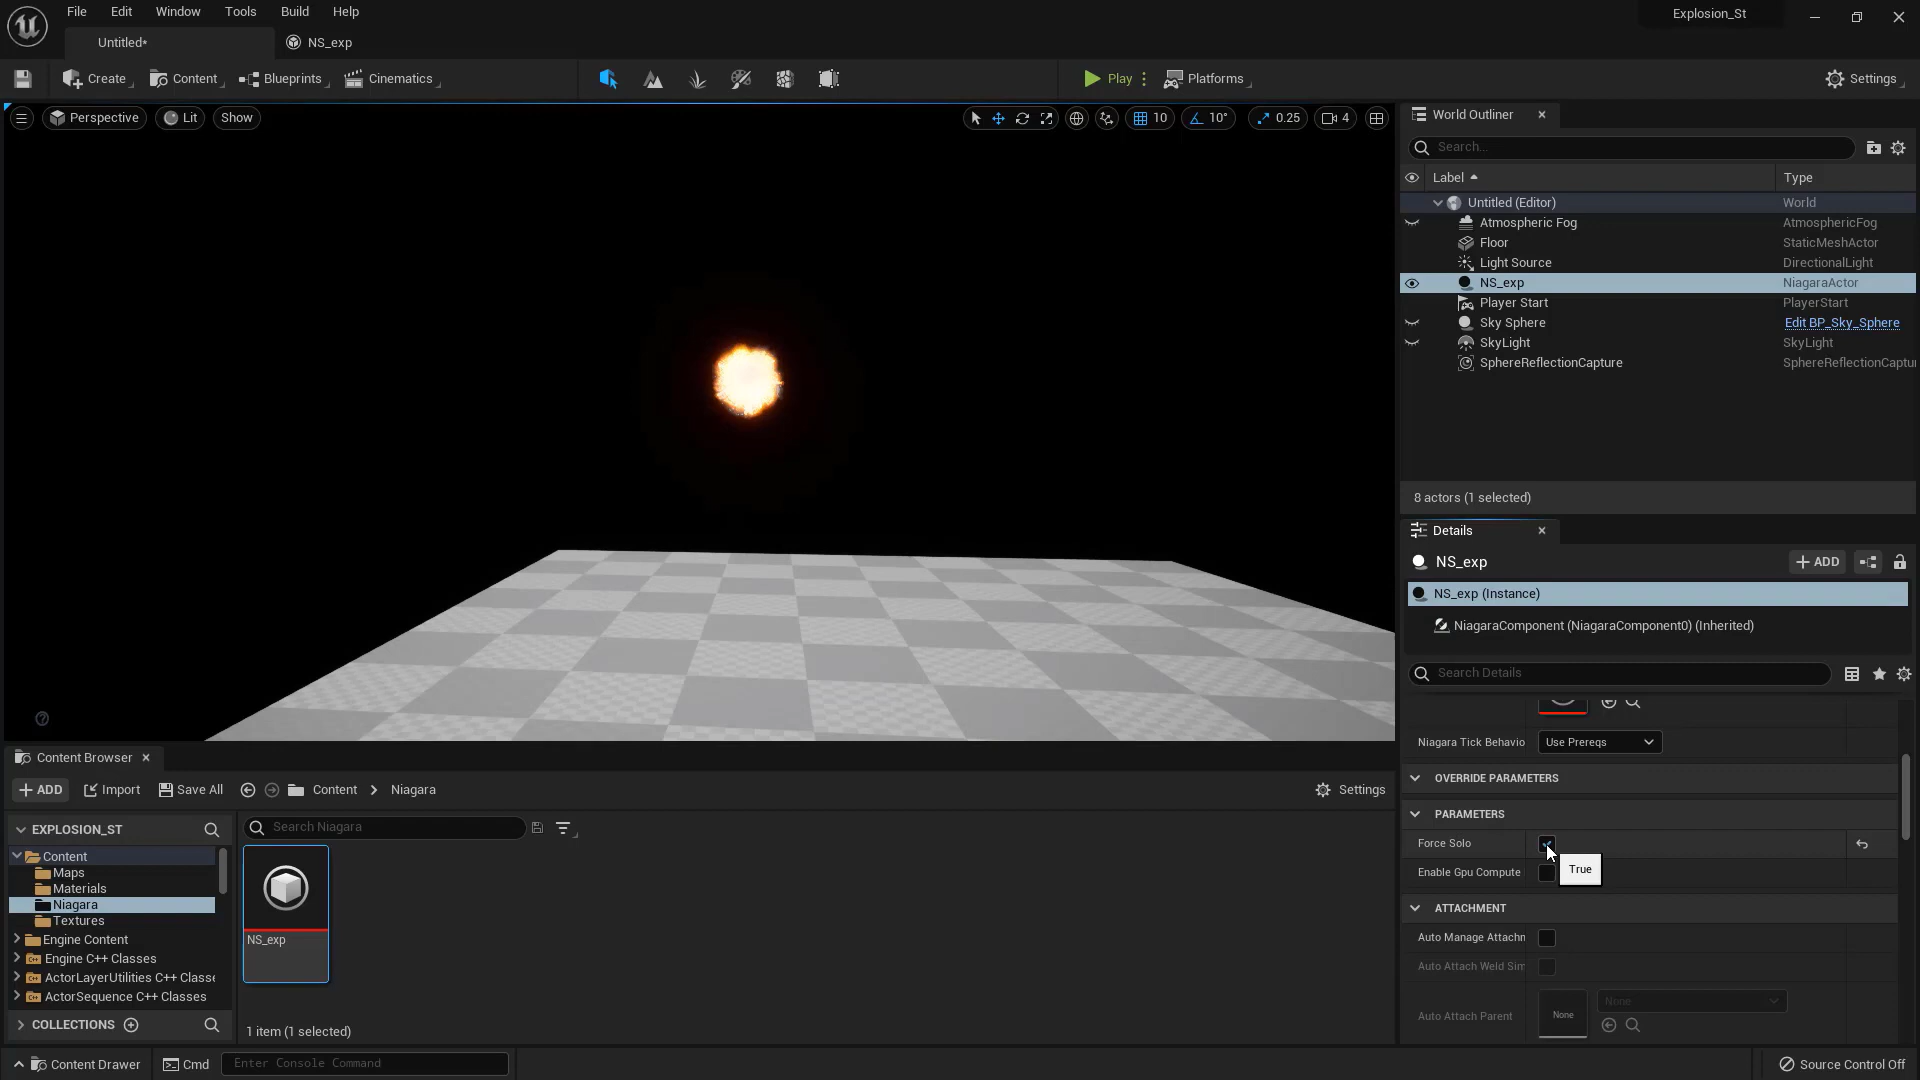 File Edit Window Tools Build Help
Explosion_St
Untitled*
NS_exp
Create
Content
Blueprints
Cinematics
Play
Platforms
Settings
Perspective
Lit
Show
10
10°
0.25
4
World Outliner
Search...
Label
Type
Untitled (Editor) World
Atmospheric Fog AtmosphericFog
Floor StaticMeshActor
Light Source DirectionalLight
NS_exp NiagaraActor
Player Start PlayerStart
Sky Sphere Edit BP_Sky_Sphere
SkyLight SkyLight
SphereReflectionCapture SphereReflectionCaptu
8 actors (1 selected)
Details
NS_exp
+ ADD
NS_exp (Instance)
NiagaraComponent (NiagaraComponent0) (Inherited)
Search Details
Niagara Tick Behavio Use Prereqs
OVERRIDE PARAMETERS
PARAMETERS
Force Solo
True
Enable Gpu Compute
ATTACHMENT
Auto Manage Attachn
Auto Attach Weld Sim
Auto Attach Parent None None
Content Browser
+ ADD
Import
Save All
Content > Niagara
Settings
EXPLOSION_ST
Content
Maps
Materials
Niagara
Textures
Engine Content
Engine C++ Classes
ActorLayerUtilities C++ Classe
ActorSequence C++ Classes
COLLECTIONS
Search Niagara
NS_exp
1 item (1 selected)
Content Drawer
Cmd
Enter Console Command
Source Control Off